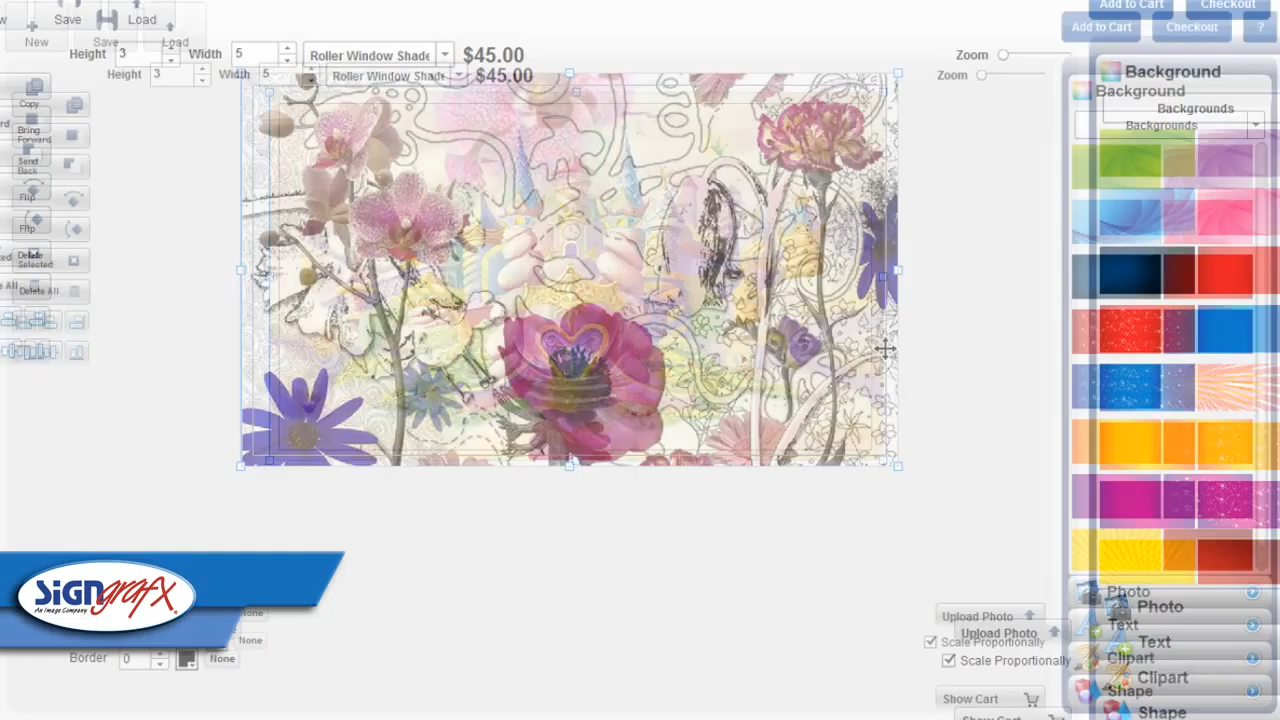 Add to Cart Checkout
Save Load
Add to Cart Checkout ?
New Save Load
Height 3 Width 5 Roller Window Shade $45.00 Zoom
Height 3 Width 5 Roller Window Shade $45.00 Zoom
Background
Background
Backgrounds
Backgrounds
Copy
Bring Forward
Send Back
Flip
Flip
Delete Selected
Delete All
SiGNgrafX
An Image Company
None
None
Border 0 None
Upload Photo
Upload Photo
Scale Proportionally
Scale Proportionally
Show Cart
Show Cart
Photo
Photo
Text
Text
Clipart
Clipart
Shape
Shape